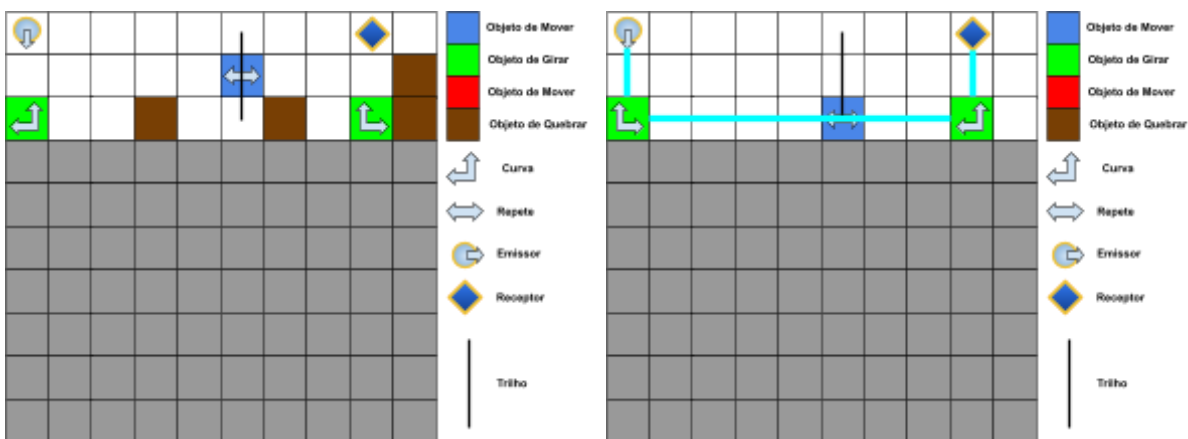 Objeto de Mover
Objeto de Girar
Objeto de Mover
Objeto de Quebrar
Curva
Repete
Emissor
Receptor
Trilho
Objeto de Mover
Objeto de Girar
Objeto de Mover
Objeto de Quebrar
Curva
Repete
Emissor
Receptor
Trilho